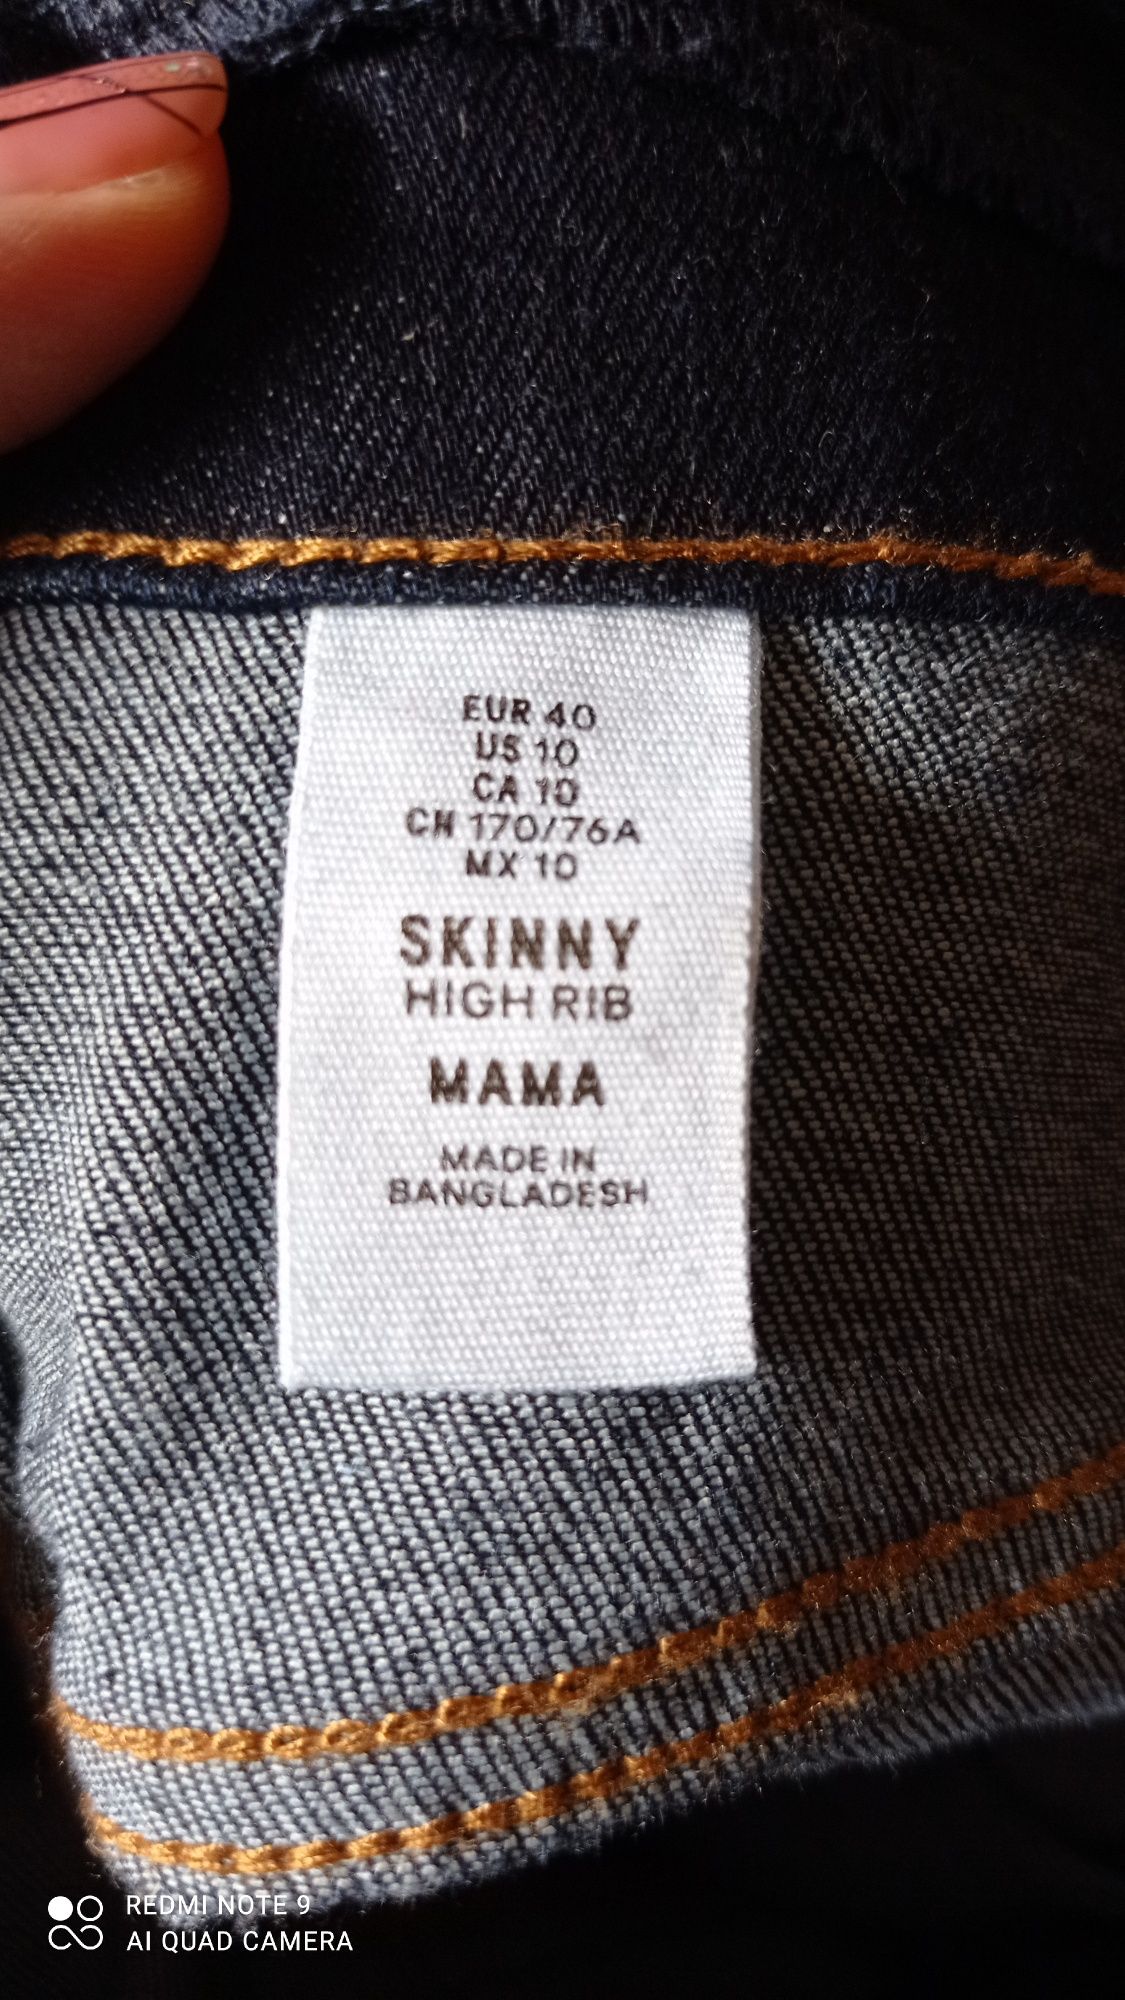 EUR 40
US 10
CA 10
CN 170/76A
MX 10
SKINNY
HIGH RIB
MAMA
MADE IN
BANGLADESH
REDMI NOTE 9
AI QUAD CAMERA